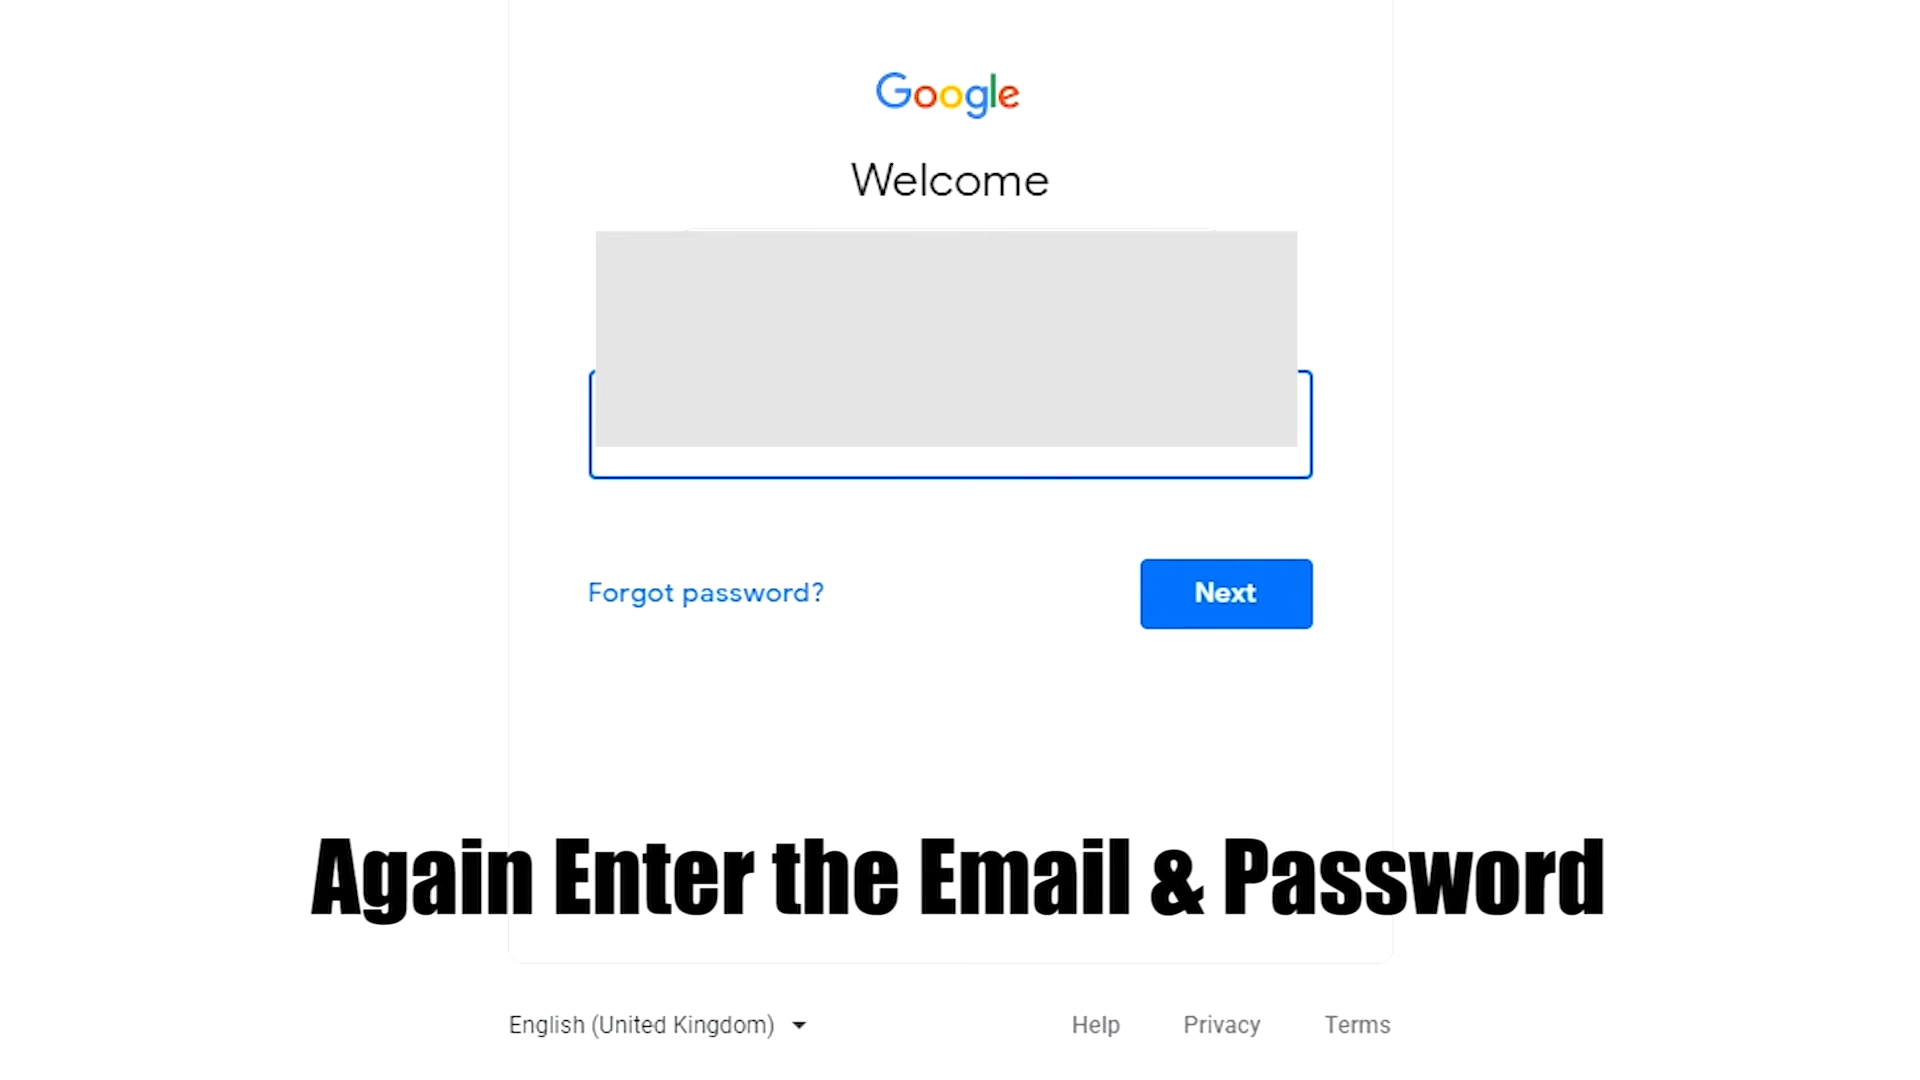 Google
Welcome
Forgot password?
Next
Again Enter the Email & Password
English (United Kingdom)
Help Privacy Terms